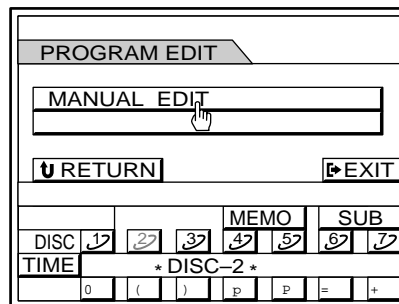 PROGRAM EDIT
MANUAL EDIT
RETURN EXIT
MEMO SUB
DISC 1 2 3 4 5 6 7
TIME * DISC–2 *
0 ( ) p P = +